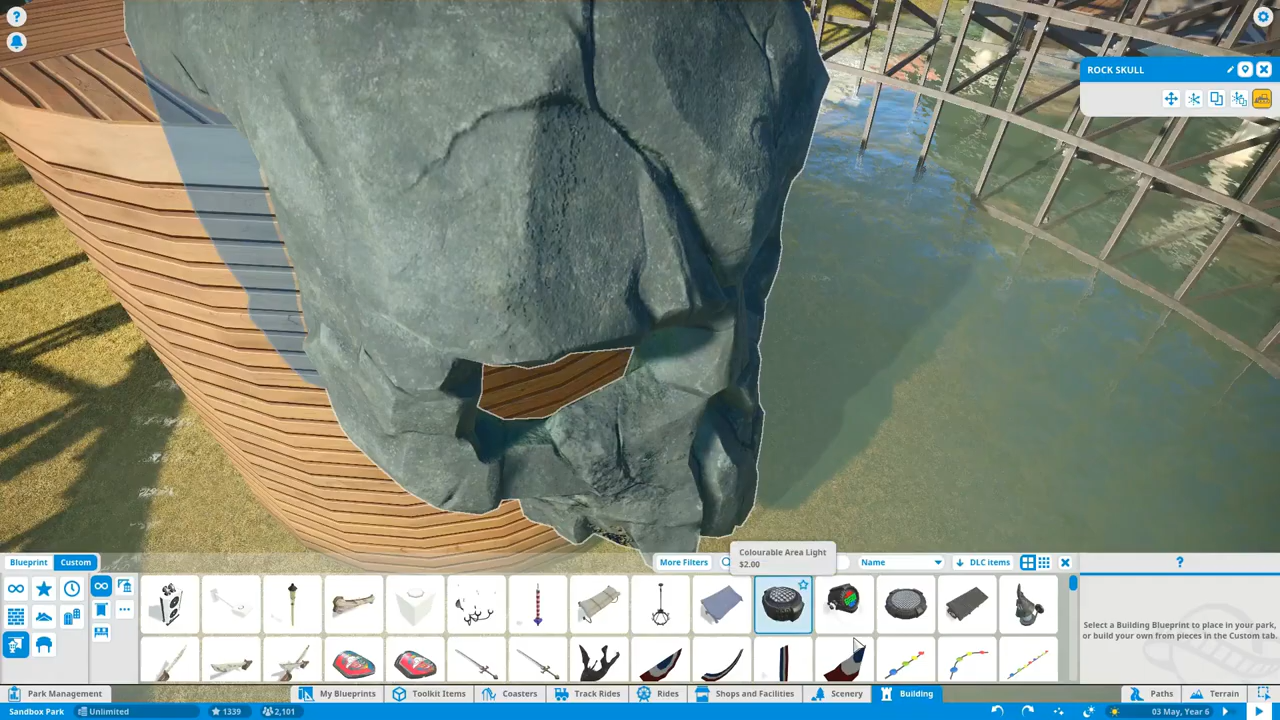 ROCK SKULL
Colourable Area Light
$2.00
Blueprint
Custom
More Filters
Name
DLC items
Select a Building Blueprint to place in your park,
or build your own from pieces in the Custom tab.
Park Management
My Blueprints
Toolkit Items
Coasters
Track Rides
Rides
Shops and Facilities
Scenery
Building
Paths
Terrain
Sandbox Park
Unlimited
1339
2,101
03 May, Year 6